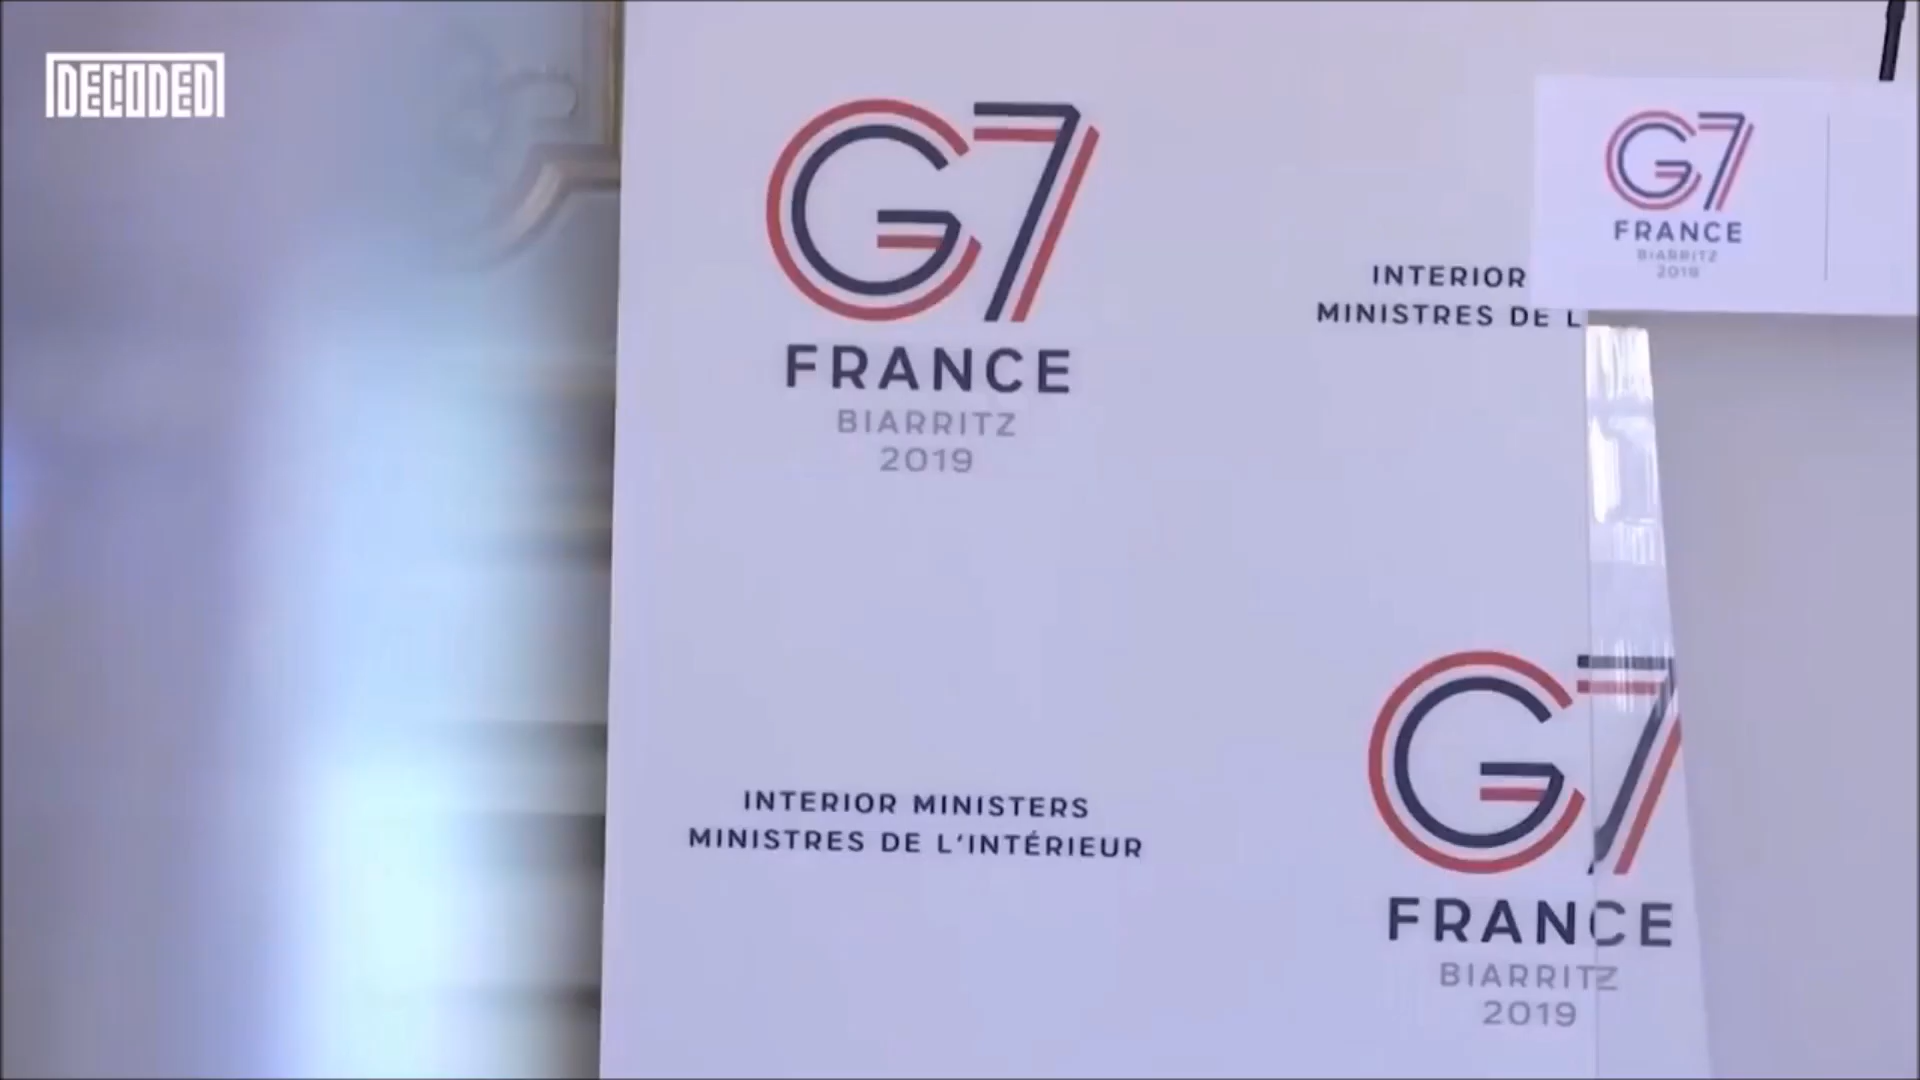 DECODED
G7
FRANCE
BIARRITZ
2019
INTERIOR
MINISTRES DE L
G7
FRANCE
BIARRITZ
2019
INTERIOR MINISTERS
MINISTRES DE L'INTÉRIEUR
G7
FRANCE
BIARRITZ
2019